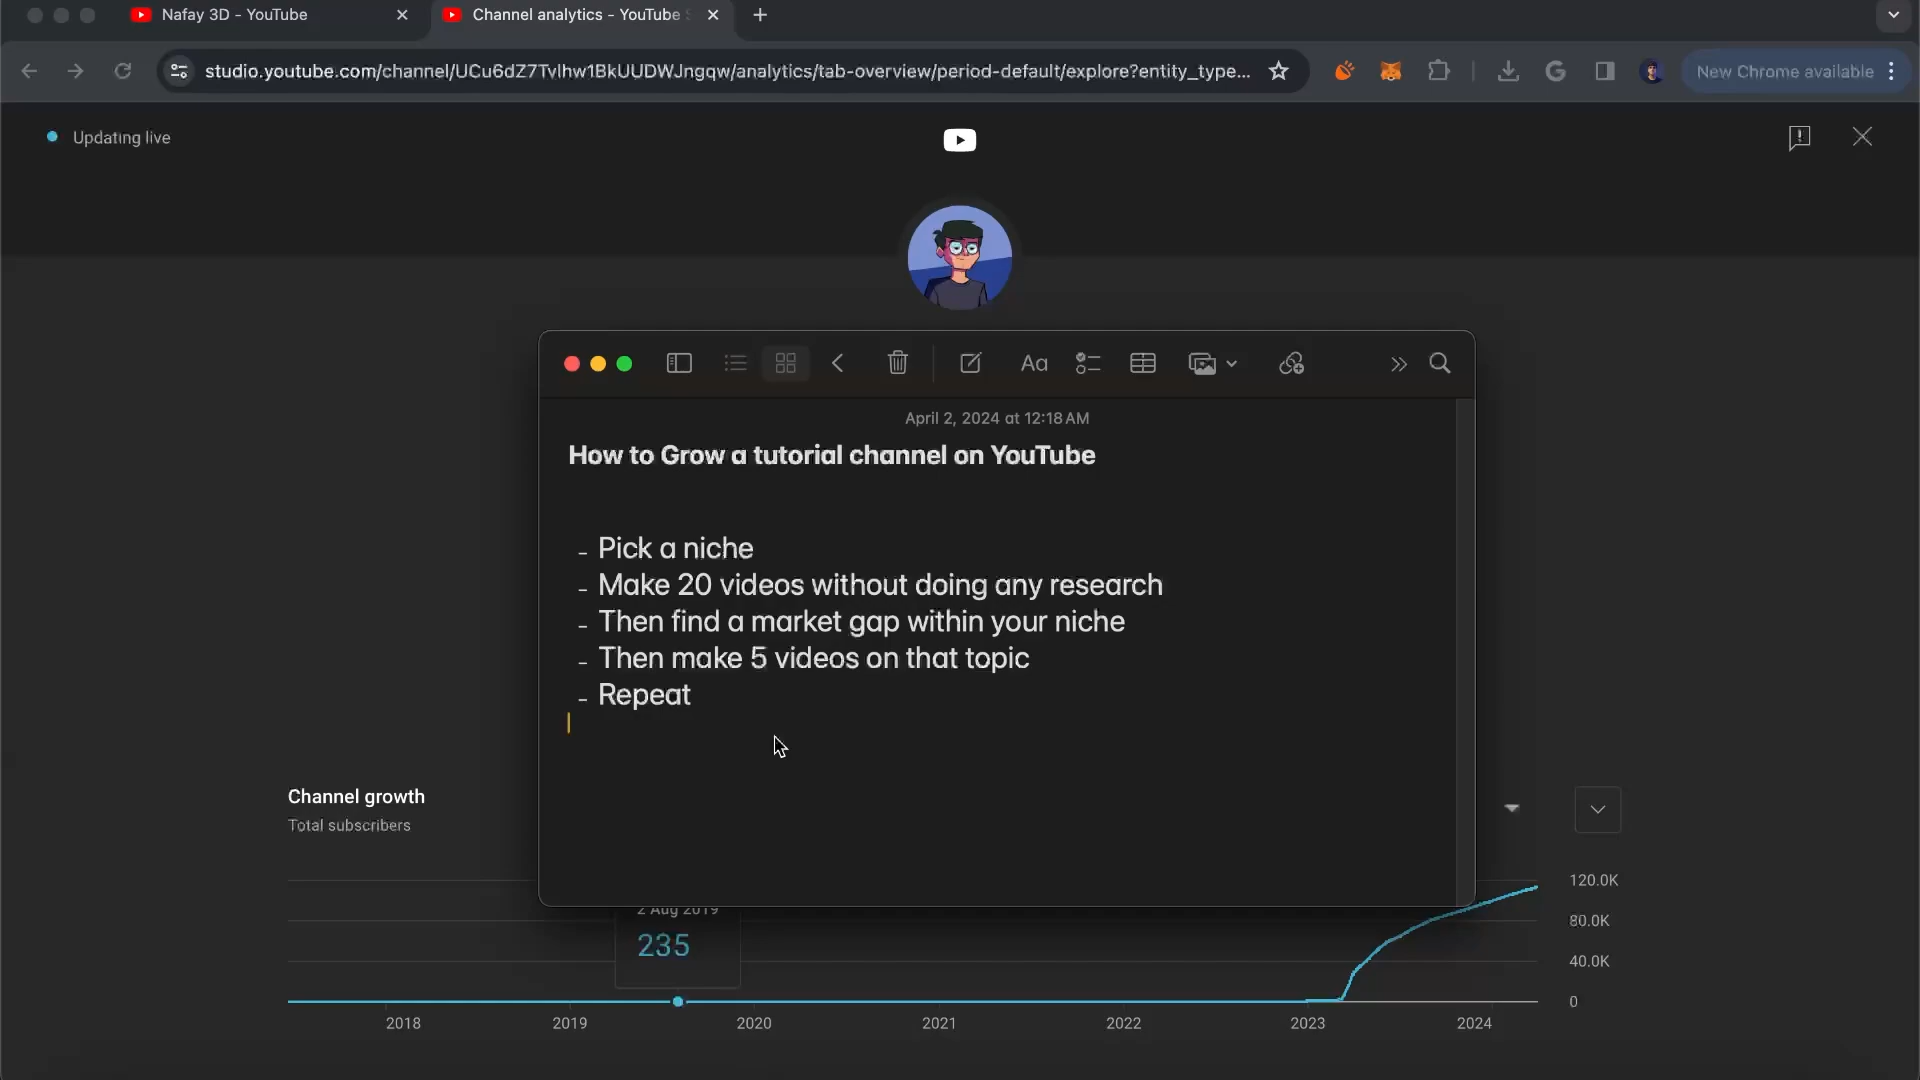 Nafay 3D - YouTube
Channel analytics - YouTube S
studio.youtube.com/channel/UCu6dZ7Tvlhw1BkUUDWJngqw/analytics/tab-overview/period-default/explore?entity_type...
New Chrome available
Updating live
April 2, 2024 at 12:18 AM
How to Grow a tutorial channel on YouTube
- Pick a niche
- Make 20 videos without doing any research
- Then find a market gap within your niche
- Then make 5 videos on that topic
- Repeat
Channel growth
Total subscribers
2 Aug 2019
235
120.0K
80.0K
40.0K
0
2018 2019 2020 2021 2022 2023 2024